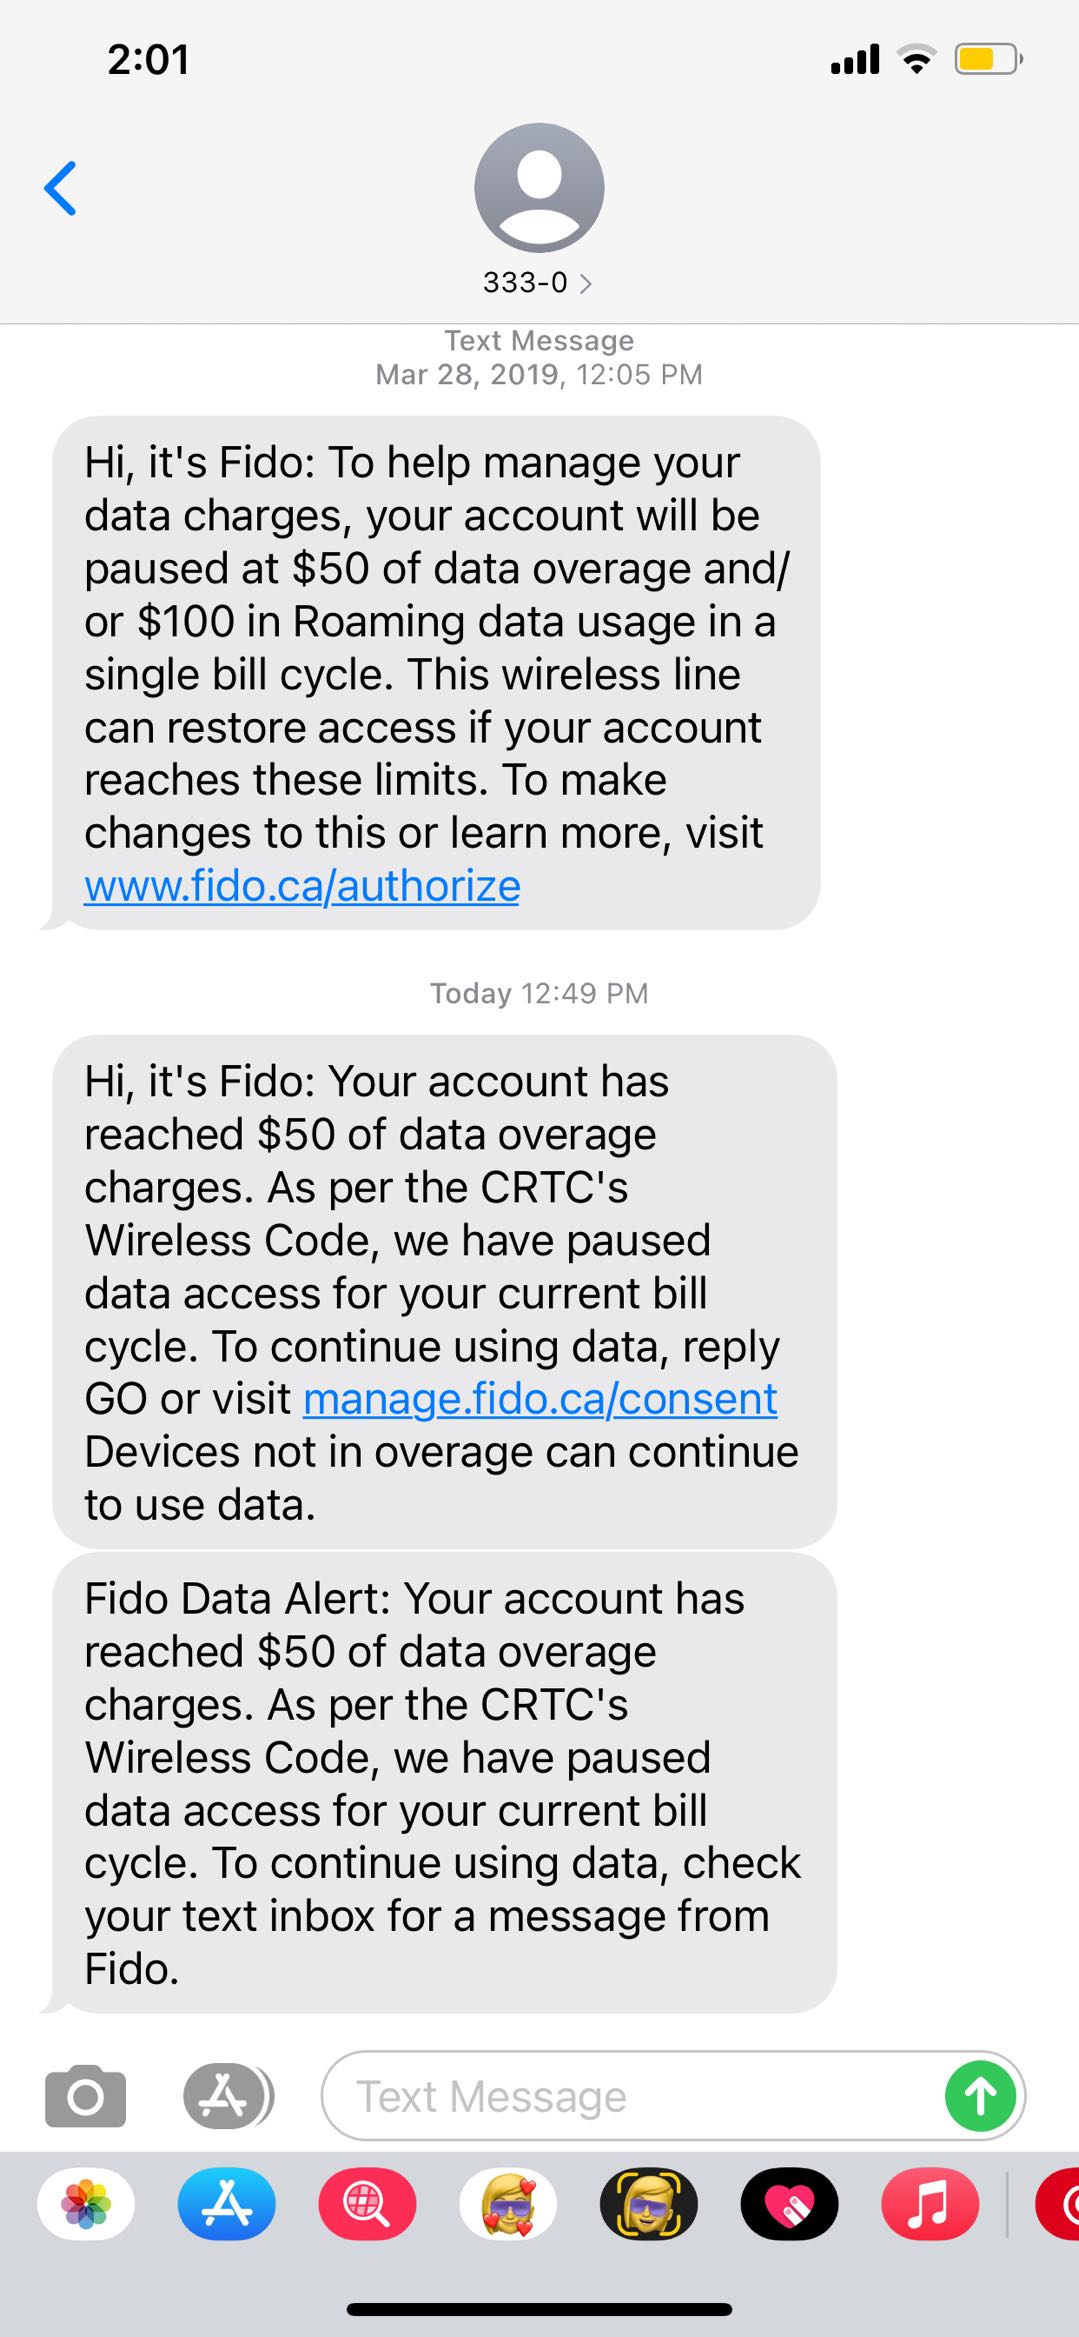 2:01
333-0
Text Message
Mar 28, 2019, 12:05 PM
Hi, it's Fido: To help manage your
data charges, your account will be
paused at $50 of data overage and/
or $100 in Roaming data usage in a
single bill cycle. This wireless line
can restore access if your account
reaches these limits. To make
changes to this or learn more, visit
www.fido.ca/authorize
Today 12:49 PM
Hi, it's Fido: Your account has
reached $50 of data overage
charges. As per the CRTC's
Wireless Code, we have paused
data access for your current bill
cycle. To continue using data, reply
GO or visit manage.fido.ca/consent
Devices not in overage can continue
to use data.
Fido Data Alert: Your account has
reached $50 of data overage
charges. As per the CRTC's
Wireless Code, we have paused
data access for your current bill
cycle. To continue using data, check
your text inbox for a message from
Fido.
Text Message